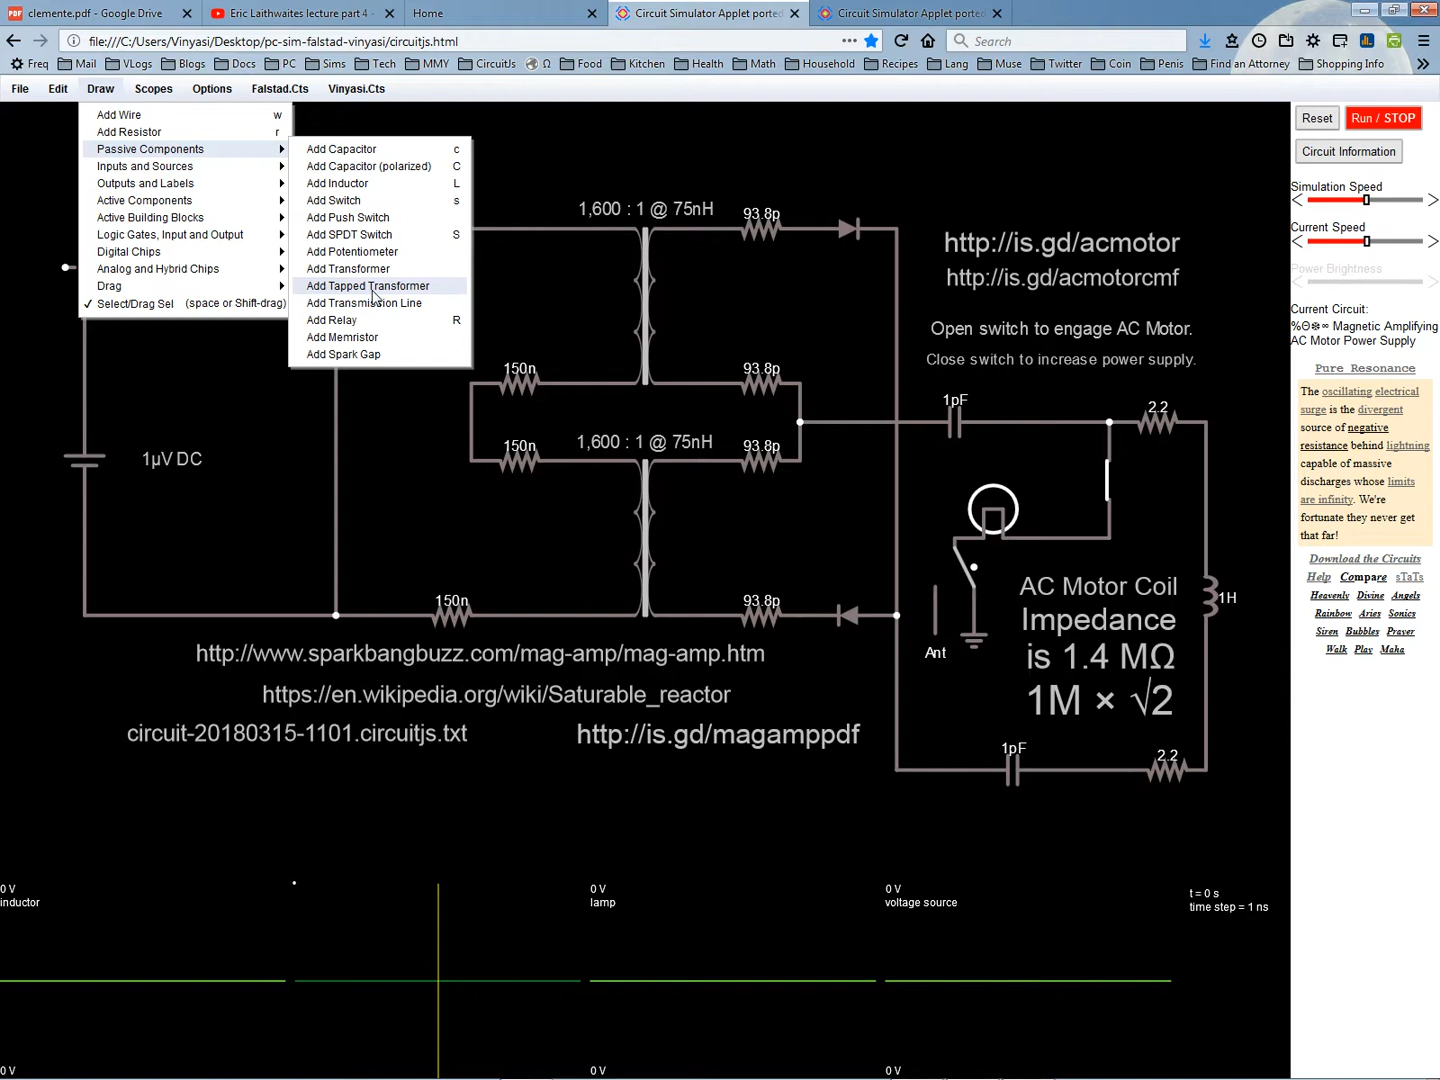 clemente.pdf - Google Drive
Eric Laithwaites lecture part 4 -
Home
Circuit Simulator Applet ported
Circuit Simulator Applet ported
file:///C:/Users/Vinyasi/Desktop/pc-sim-falstad-vinyasi/circuitjs.html
Search
Freq Mail VLogs Blogs Docs PC Sims Tech MMY CircuitJs Ω Food Kitchen Health Math Household Recipes Lang Muse Twitter Coin Penis Find an Attorney Shopping Info
File Edit Draw Scopes Options Falstad.Cts Vinyasi.Cts
Add Wire w
Add Resistor r
Passive Components
Inputs and Sources
Outputs and Labels
Active Components
Active Building Blocks
Logic Gates, Input and Output
Digital Chips
Analog and Hybrid Chips
Drag
✓ Select/Drag Sel (space or Shift-drag)
Add Capacitor c
Add Capacitor (polarized) C
Add Inductor L
Add Switch s
Add Push Switch
Add SPDT Switch S
Add Potentiometer
Add Transformer
Add Tapped Transformer
Add Transmission Line
Add Relay R
Add Memristor
Add Spark Gap
1,600 : 1 @ 75nH
93.8p
http://is.gd/acmotor
http://is.gd/acmotorcmf
Open switch to engage AC Motor.
Close switch to increase power supply.
150n
93.8p
1pF
2.2
150n
1,600 : 1 @ 75nH
93.8p
1µV DC
AC Motor Coil
Impedance
is 1.4 MΩ
1M × √2
1H
150n
93.8p
Ant
http://www.sparkbangbuzz.com/mag-amp/mag-amp.htm
https://en.wikipedia.org/wiki/Saturable_reactor
circuit-20180315-1101.circuitjs.txt
http://is.gd/magamppdf
1pF
2.2
0 V
inductor
0 V
lamp
0 V
voltage source
t = 0 s
time step = 1 ns
0 V
0 V
0 V
Reset
Run / STOP
Circuit Information
Simulation Speed
Current Speed
Power Brightness
Current Circuit:
%Θ❄∞ Magnetic Amplifying
AC Motor Power Supply
Pure Resonance
The oscillating electrical
surge is the divergent
source of negative
resistance behind lightning
capable of massive
discharges whose limits
are infinity. We're
fortunate they never get
that far!
Download the Circuits
Help Compare sTaTs
Heavenly Divine Angels
Rainbow Aries Sonics
Siren Bubbles Prayer
Walk Play Maha